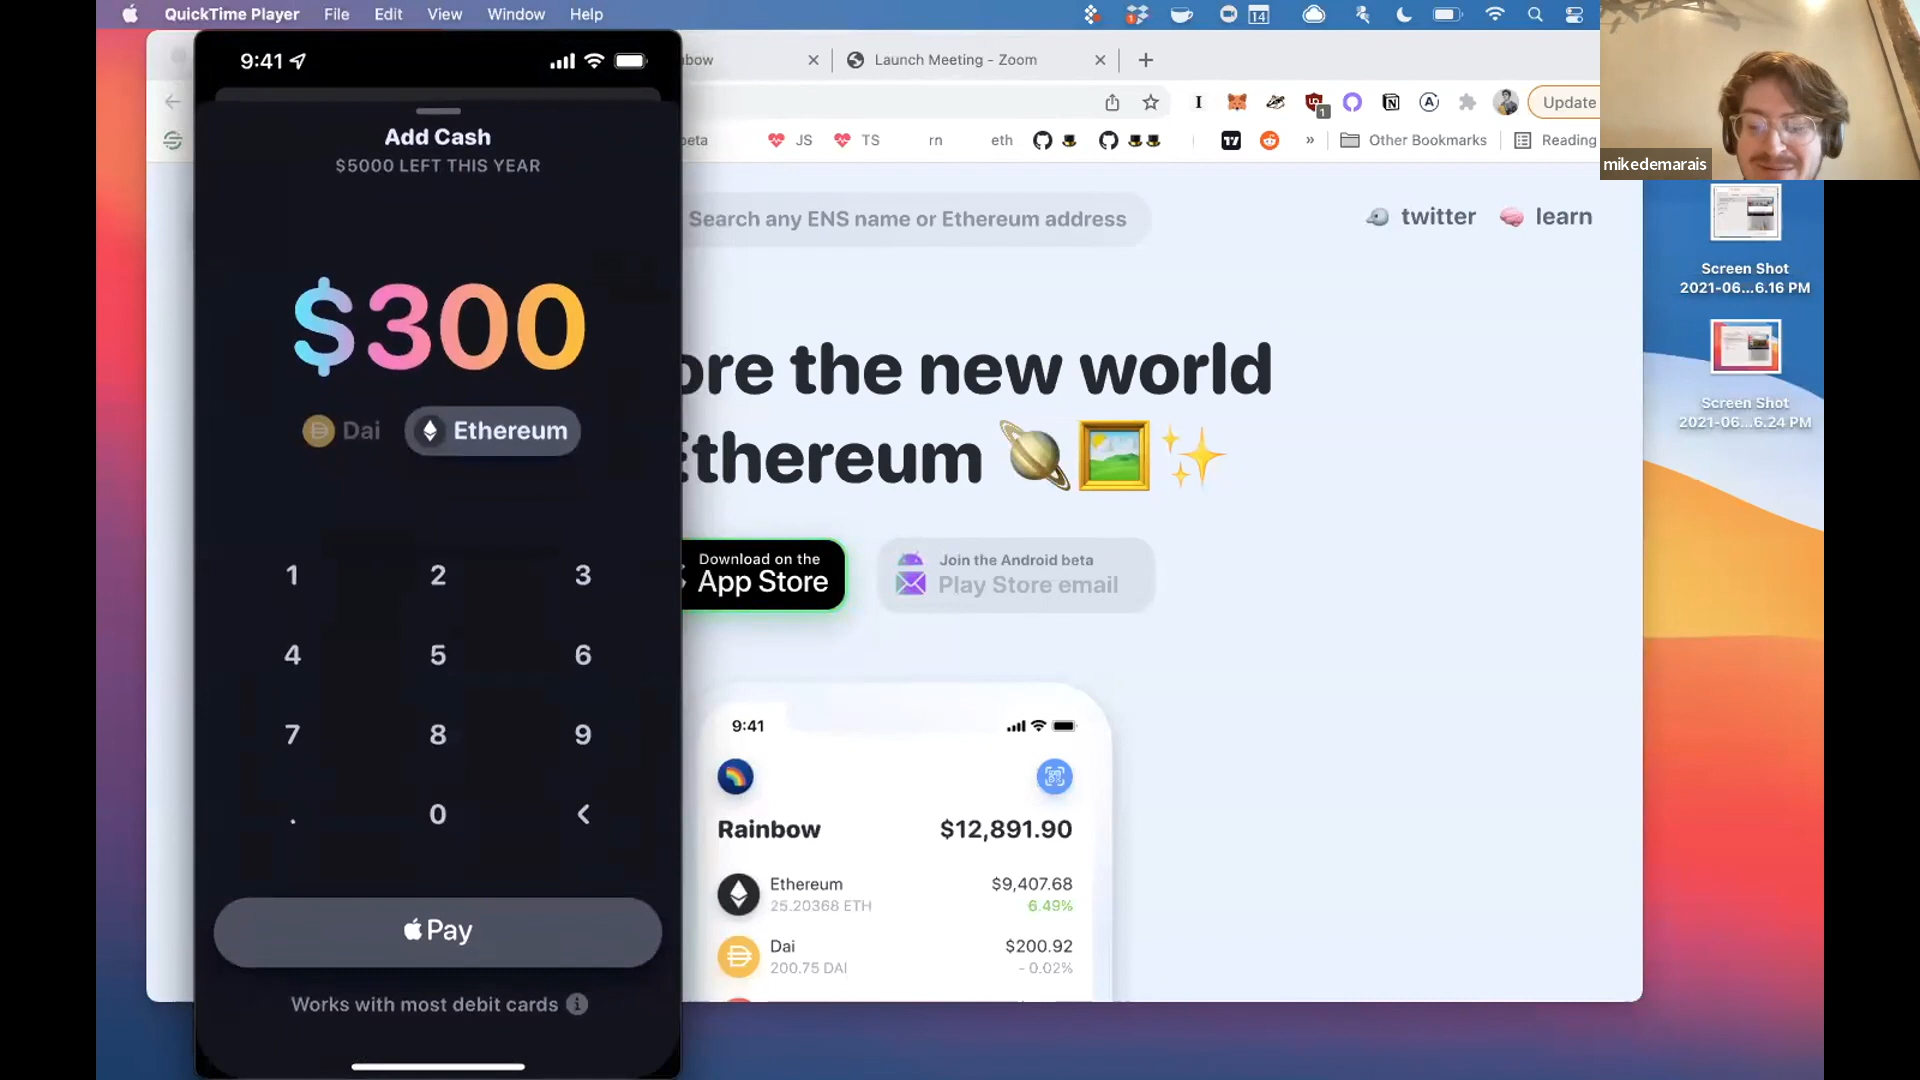 QuickTime Player File Edit View Window Help
14
9:41
Add Cash
$5000 LEFT THIS YEAR
$300
Dai Ethereum
1 2 3
4 5 6
7 8 9
. 0 <
Pay
Works with most debit cards
bow
Launch Meeting - Zoom
Update
beta JS TS rn eth Other Bookmarks Reading
Search any ENS name or Ethereum address
twitter learn
ore the new world
Ethereum
Download on the
App Store
Join the Android beta
Play Store email
9:41
Rainbow $12,891.90
Ethereum $9,407.68
25.20368 ETH 6.49%
Dai $200.92
200.75 DAI - 0.02%
mikedemarais
Screen Shot
2021-06...6.16 PM
Screen Shot
2021-06...6.24 PM